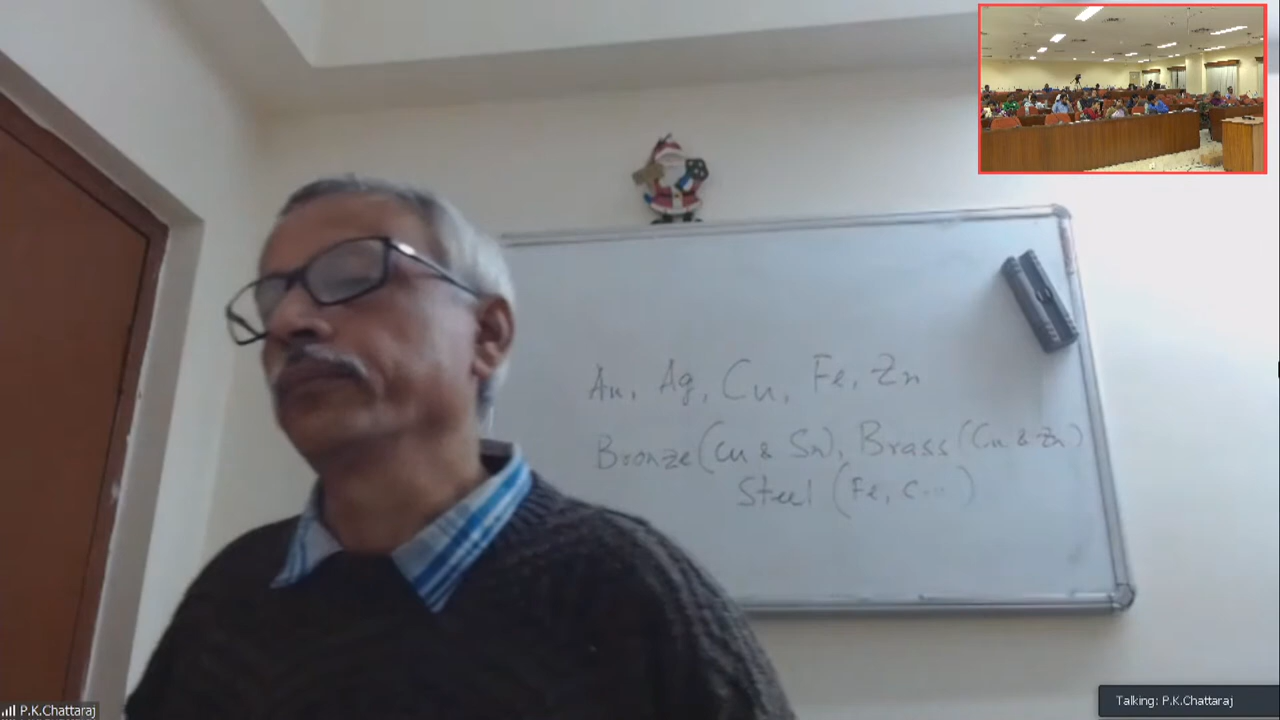 Au, Ag, Cu, Fe, Zn
Bronze (Cu & Sn), Brass (Cu & Zn)
Steel (Fe, C...)
P.K.Chattaraj
Talking: P.K.Chattaraj